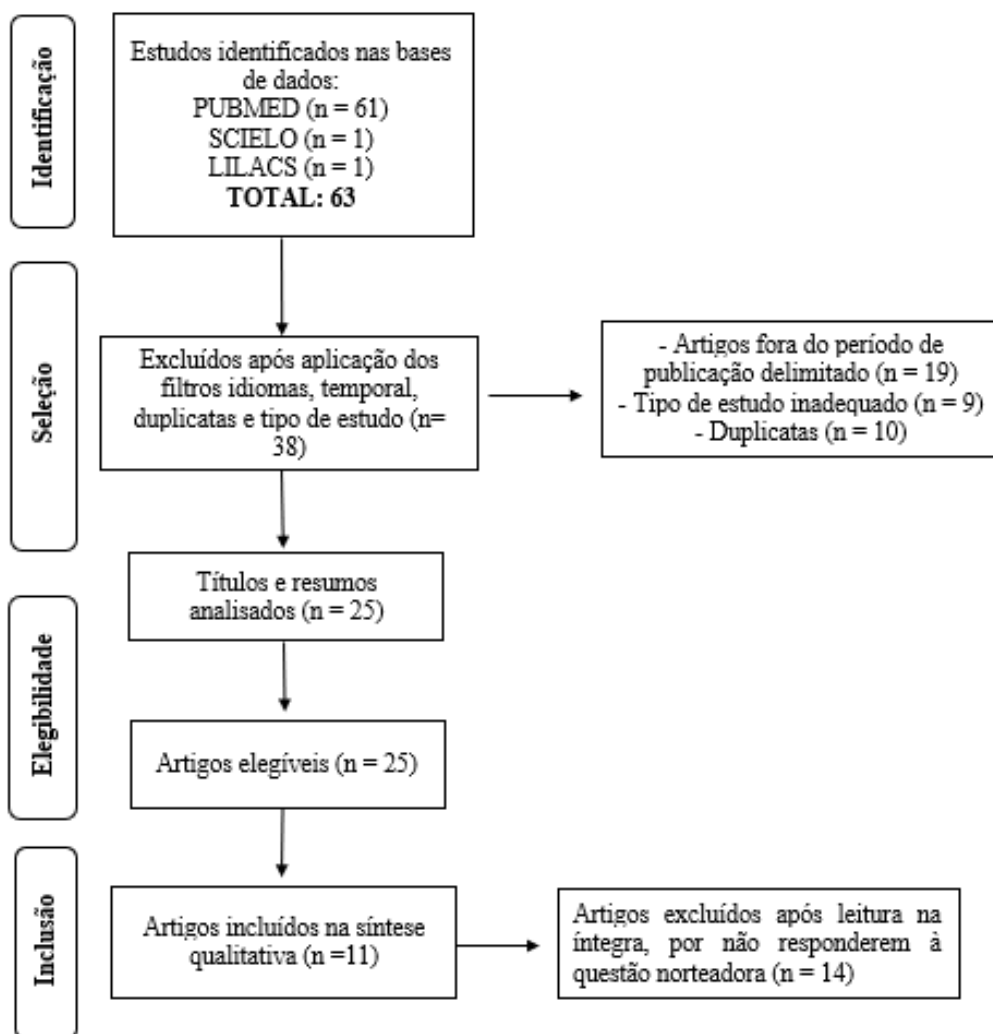 Identificação
Estudos identificados nas bases
de dados:
PUBMED (n = 61)
SCIELO (n = 1)
LILACS (n = 1)
TOTAL: 63
Seleção
Excluídos após aplicação dos
filtros idiomas, temporal,
duplicatas e tipo de estudo (n=
38)
- Artigos fora do período de
publicação delimitado (n = 19)
- Tipo de estudo inadequado (n = 9)
- Duplicatas (n = 10)
Títulos e resumos
analisados (n = 25)
Elegibilidade
Artigos elegíveis (n = 25)
Inclusão
Artigos incluídos na síntese
qualitativa (n =11)
Artigos excluídos após leitura na
íntegra, por não responderem à
questão norteadora (n = 14)